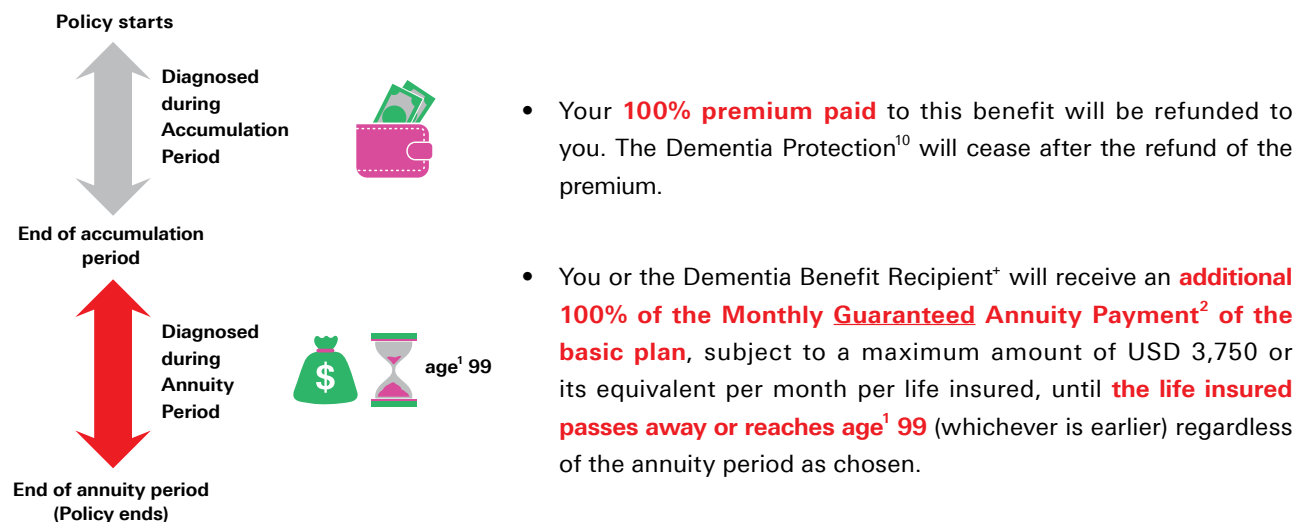 Policy starts
Diagnosed
during
Accumulation
Period
• Your 100% premium paid to this benefit will be refunded to
you. The Dementia Protection¹⁰ will cease after the refund of the
premium.
End of accumulation
period
Diagnosed
during
Annuity
Period
$
age¹ 99
• You or the Dementia Benefit Recipient⁺ will receive an additional
100% of the Monthly Guaranteed Annuity Payment² of the
basic plan, subject to a maximum amount of USD 3,750 or
its equivalent per month per life insured, until the life insured
passes away or reaches age¹ 99 (whichever is earlier) regardless
of the annuity period as chosen.
End of annuity period
(Policy ends)